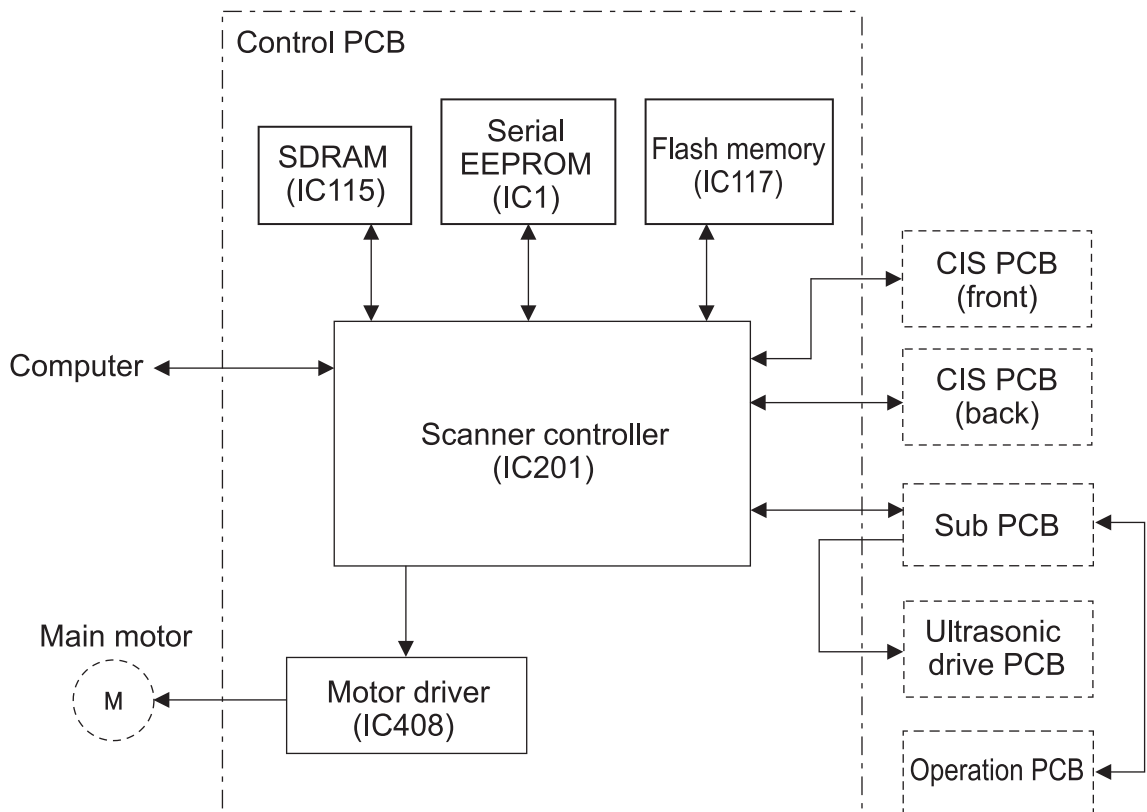 Control PCB
SDRAM
(IC115)
Serial
EEPROM
(IC1)
Flash memory
(IC117)
CIS PCB
(front)
Computer
CIS PCB
(back)
Scanner controller
(IC201)
Sub PCB
Ultrasonic
drive PCB
Main motor
M
Motor driver
(IC408)
Operation PCB